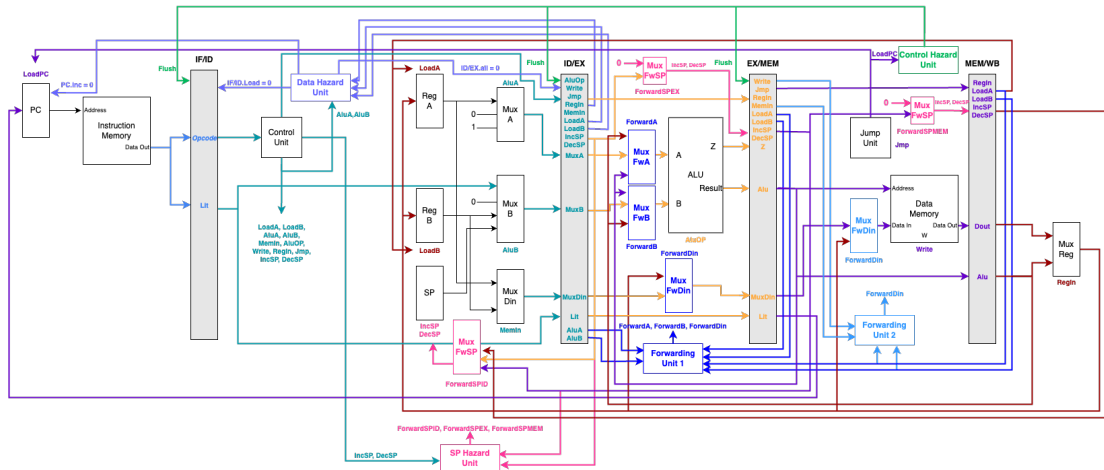 LoadPC
PC.inc = 0
PC
Address
Instruction
Memory
Data Out
Flush
IF/ID
Opcode
Lit
IF/ID.Load = 0
Data Hazard
Unit
ID/EX.all = 0
AluA,AluB
Control
Unit
LoadA, LoadB,
AluA, AluB,
Memin, AluOP,
Write, RegIn, Jmp,
IncSP, DecSP
IncSP, DecSP
LoadA
Reg
A
Reg
B
LoadB
SP
IncSP
DecSP
AluA
0
1
Mux
A
0
Mux
B
AluB
Mux
Din
Memin
Mux
FwSP
ForwardSPID
ForwardSPID, ForwardSPEX, ForwardSPMEM
SP Hazard
Unit
Flush
ID/EX
AluOp
Write
Jmp
RegIn
Memin
LoadA
LoadB
IncSP
DecSP
MuxA
MuxB
MuxDin
Lit
AluA
AluB
0
Mux
FwSP
IncSP, DecSP
ForwardSPEX
ForwardA
Mux
FwA
Mux
FwB
ForwardB
A
B
ALU
Z
Result
AluOP
ForwardDin
Mux
FwDin
ForwardA, ForwardB, ForwardDin
Forwarding
Unit 1
Flush
EX/MEM
Write
Jmp
RegIn
Memin
LoadA
LoadB
IncSP
DecSP
Z
Alu
MuxDin
Lit
LoadPC
Control Hazard
Unit
0
Mux
FwSP
IncSP, DecSP
ForwardSPMEM
Jump
Unit
Jmp
Mux
FwDin
ForwardDin
Address
Data
Memory
Data In
Data Out
W
Write
ForwardDin
Forwarding
Unit 2
MEM/WB
RegIn
LoadA
LoadB
IncSP
DecSP
Dout
Alu
Mux
Reg
RegIn